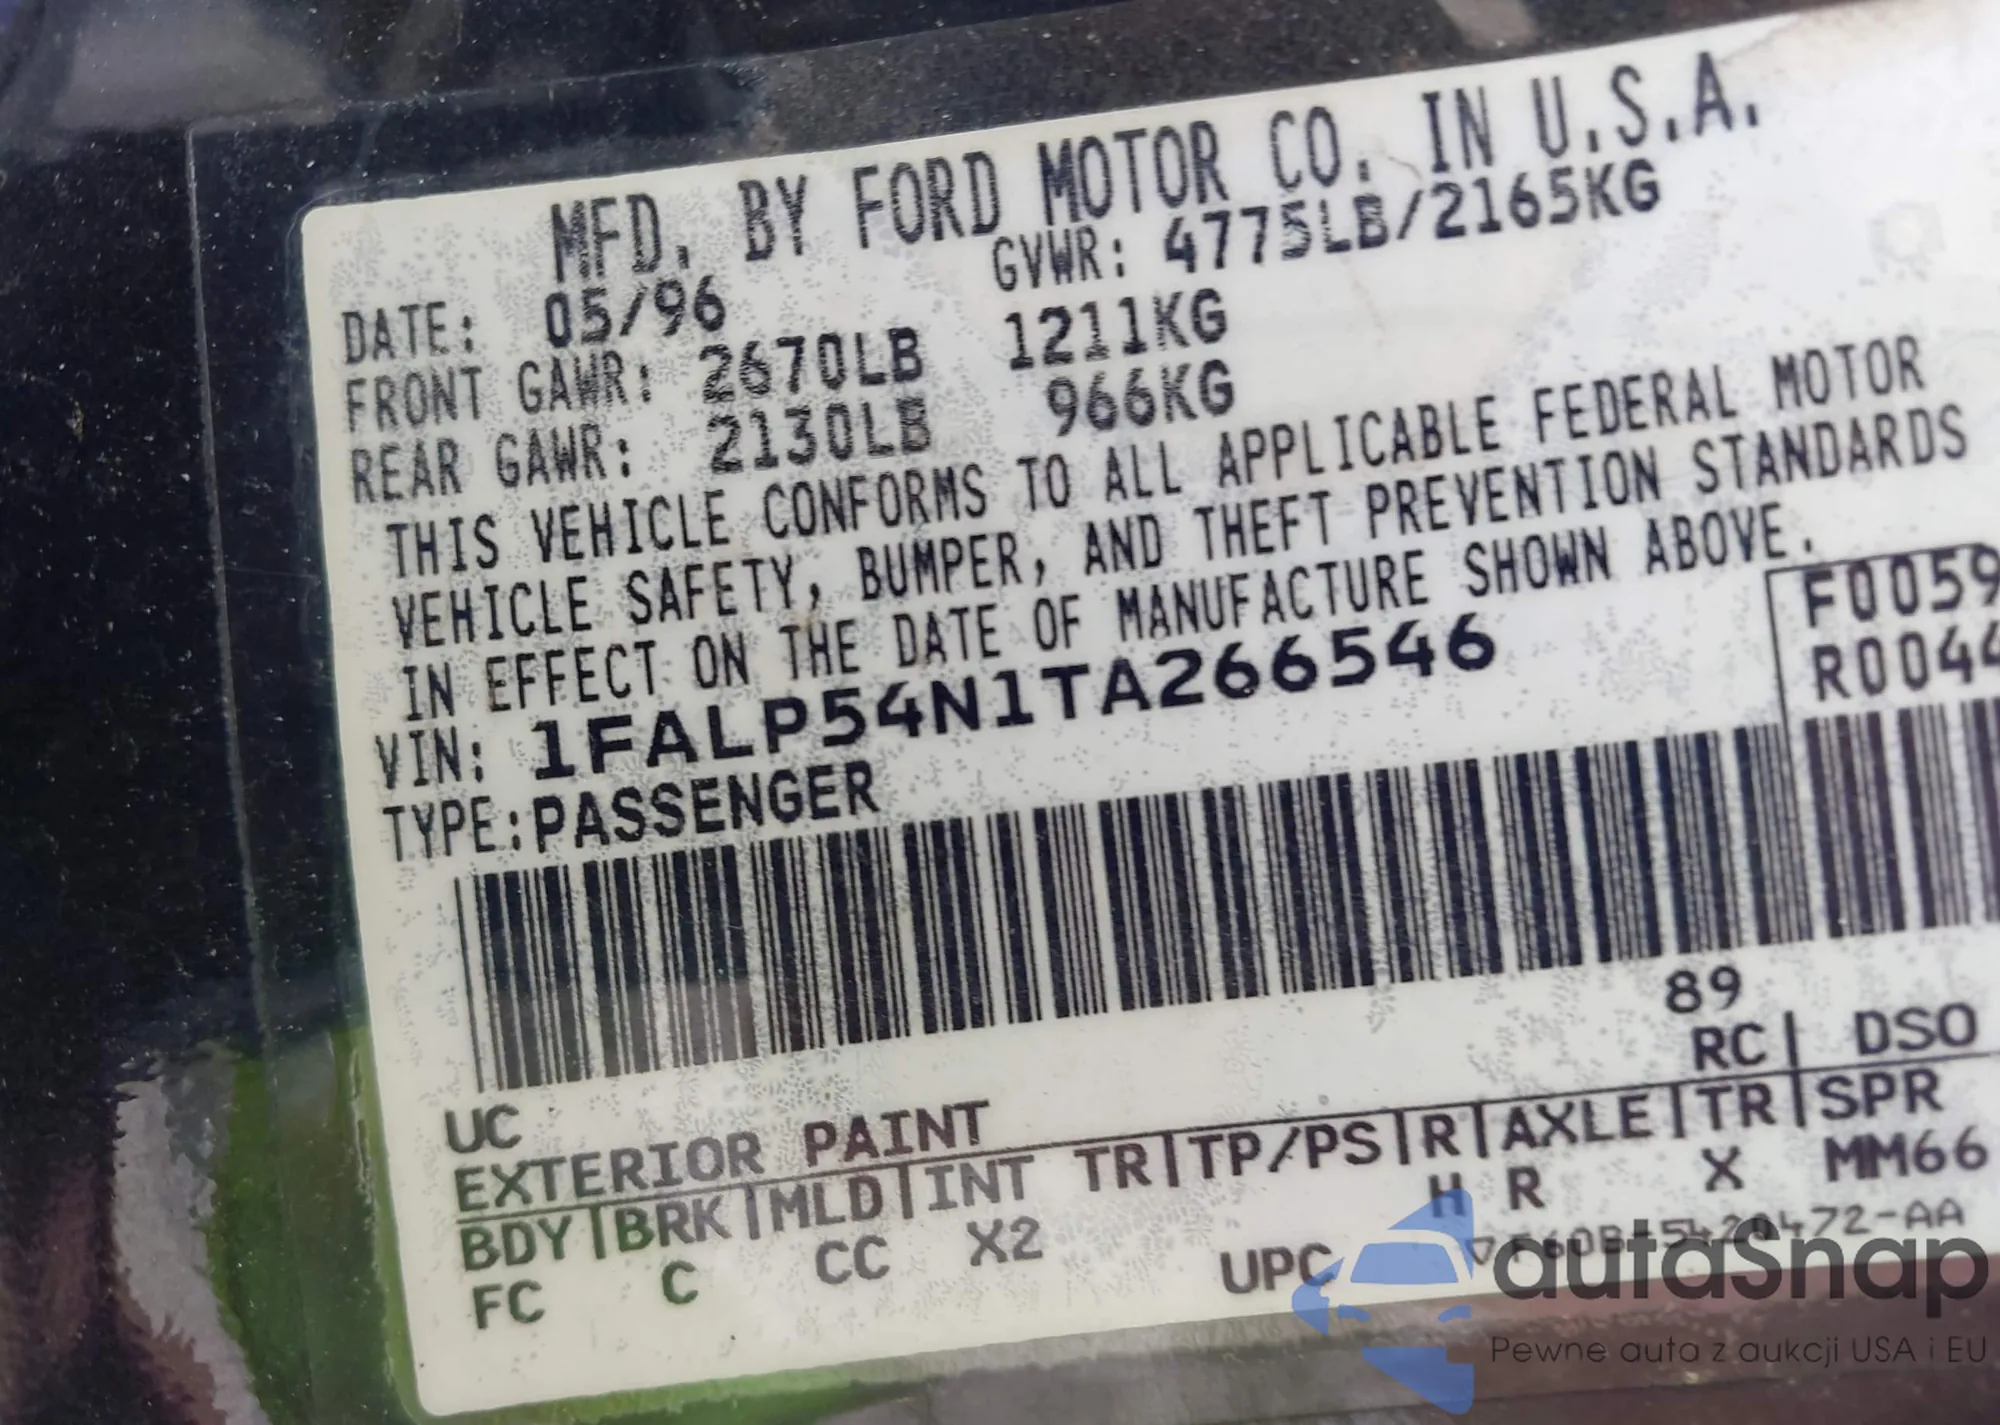 MFD. BY FORD MOTOR CO. IN U.S.A.
DATE: 05/96 GVWR: 4775LB/2165KG
FRONT GAWR: 2670LB 1211KG
REAR GAWR: 2130LB 966KG
THIS VEHICLE CONFORMS TO ALL APPLICABLE FEDERAL MOTOR
VEHICLE SAFETY, BUMPER, AND THEFT PREVENTION STANDARDS
IN EFFECT ON THE DATE OF MANUFACTURE SHOWN ABOVE.
VIN: 1FALP54N1TA266546
F0059
R0044
TYPE:PASSENGER
89
UC RC DSO
EXTERIOR PAINT
BDY BRK MLD INT TR TP/PS R AXLE TR SPR
FC C CC X2 H R X MM66
UPC
autoSnap
Pewne auta z aukcji USA i EU